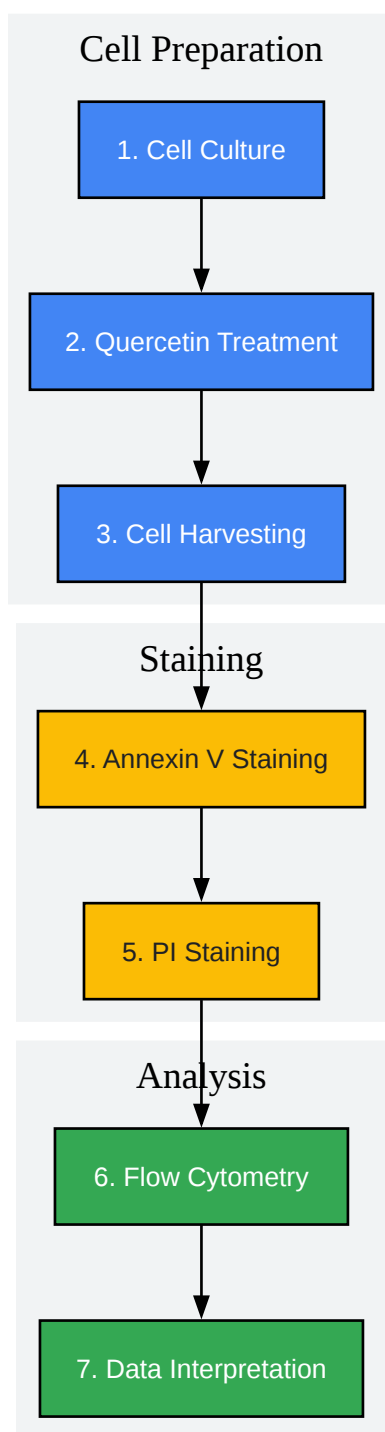 Cell Preparation
1. Cell Culture
2. Quercetin Treatment
3. Cell Harvesting
Staining
4. Annexin V Staining
5. PI Staining
Analysis
6. Flow Cytometry
7. Data Interpretation